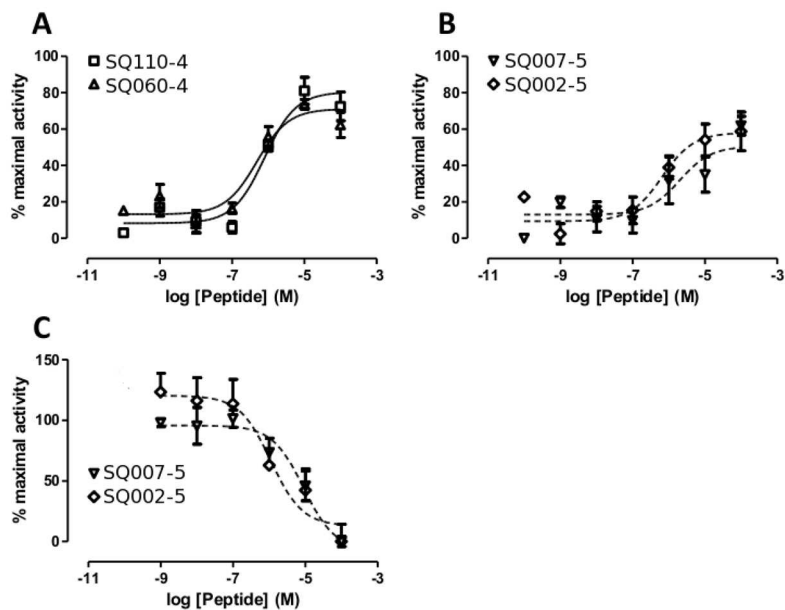 A
SQ110-4
SQ060-4
% maximal activity
100
80
60
40
20
0
-11
-9
-7
-5
-3
log [Peptide] (M)
B
SQ007-5
SQ002-5
% maximal activity
100
80
60
40
20
0
-11
-9
-7
-5
-3
log [Peptide] (M)
C
% maximal activity
150
100
50
0
SQ007-5
SQ002-5
-11
-9
-7
-5
-3
log [Peptide] (M)